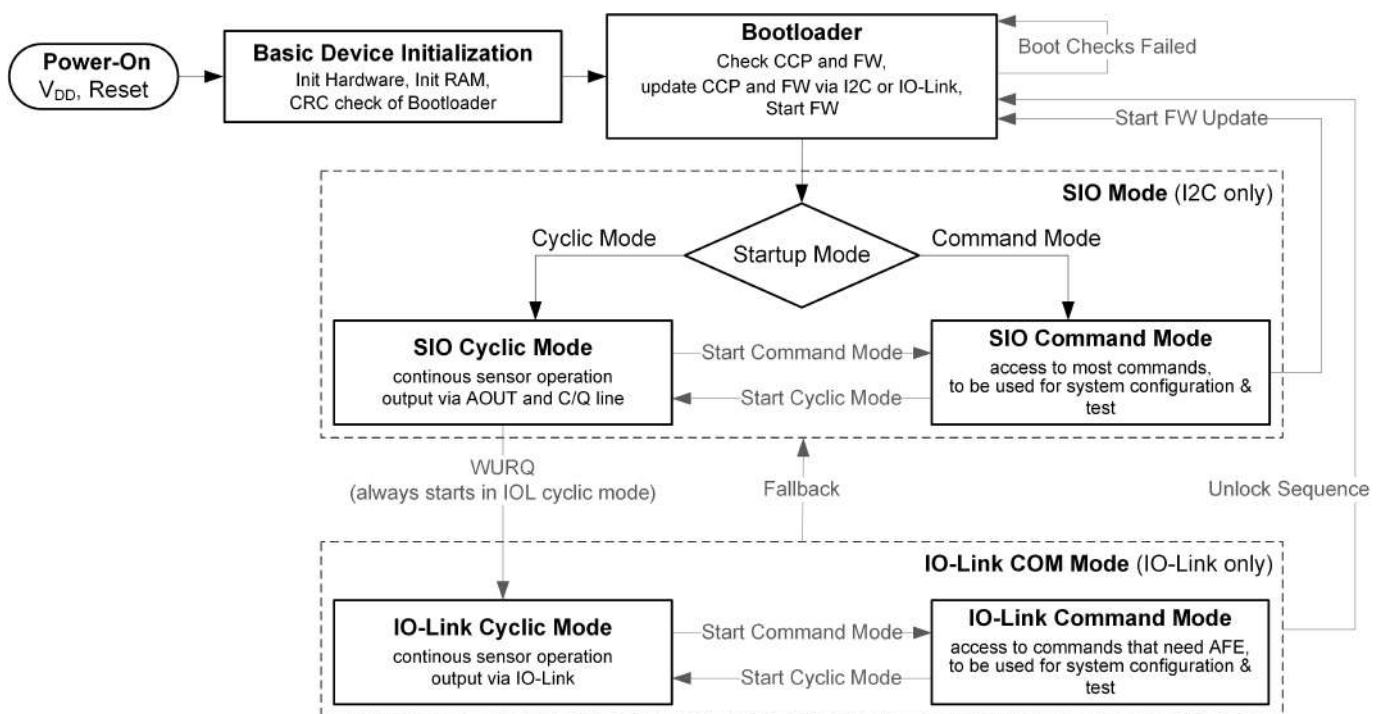 Power-On
VDD, Reset
Basic Device Initialization
Init Hardware, Init RAM,
CRC check of Bootloader
Bootloader
Check CCP and FW,
update CCP and FW via I2C or IO-Link,
Start FW
Boot Checks Failed
Start FW Update
SIO Mode (I2C only)
Cyclic Mode
Startup Mode
Command Mode
SIO Cyclic Mode
continous sensor operation
output via AOUT and C/Q line
Start Command Mode
Start Cyclic Mode
SIO Command Mode
access to most commands,
to be used for system configuration &
test
WURQ
(always starts in IOL cyclic mode)
Fallback
Unlock Sequence
IO-Link COM Mode (IO-Link only)
IO-Link Cyclic Mode
continous sensor operation
output via IO-Link
Start Command Mode
Start Cyclic Mode
IO-Link Command Mode
access to commands that need AFE,
to be used for system configuration &
test